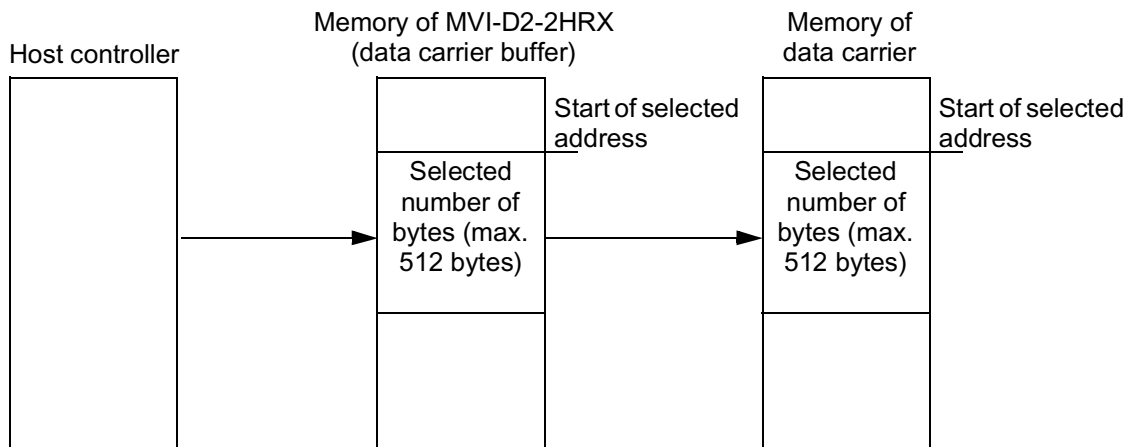 Host controller
Memory of MVI-D2-2HRX
(data carrier buffer)
Memory of
data carrier
Start of selected
address
Selected
number of
bytes (max.
512 bytes)
Start of selected
address
Selected
number of
bytes (max.
512 bytes)